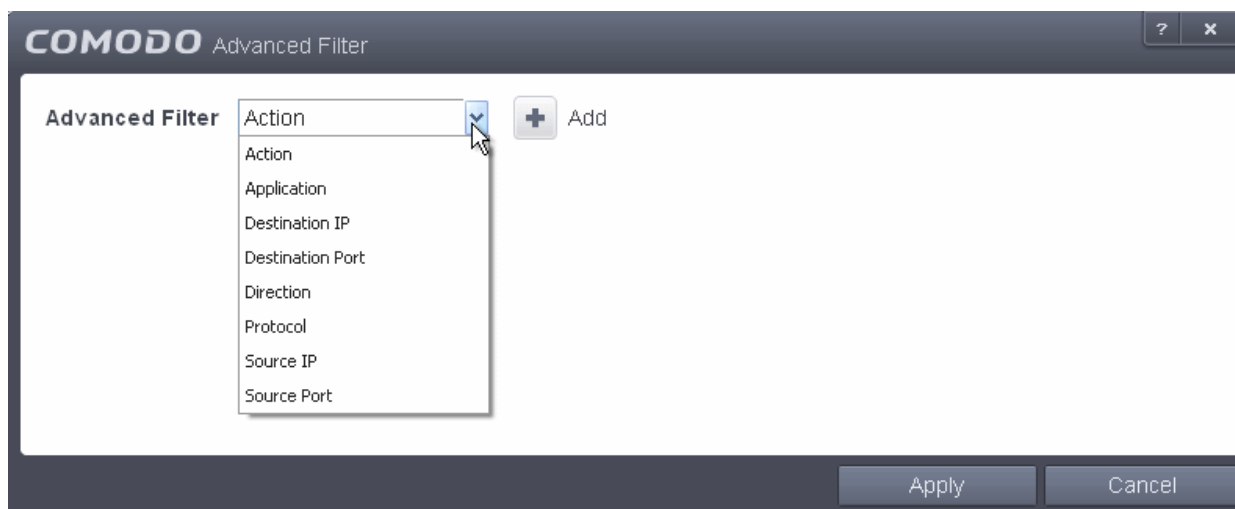 COMODO Advanced Filter ? x
Advanced Filter Action + Add
Action
Application
Destination IP
Destination Port
Direction
Protocol
Source IP
Source Port
Apply Cancel